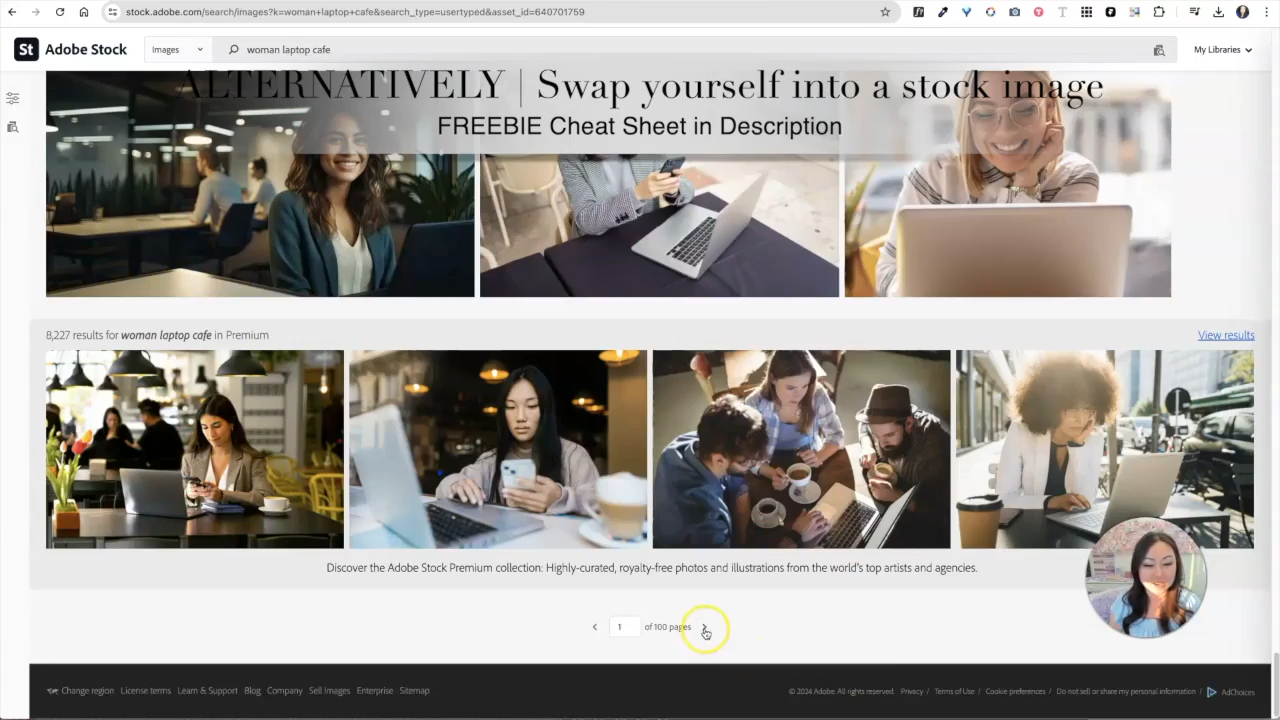 stock.adobe.com/search/images?k=woman+laptop+cafe&search_type=usertyped&asset_id=640701759
St Adobe Stock
Images
woman laptop cafe
My Libraries
ALTERNATIVELY | Swap yourself into a stock image
FREEBIE Cheat Sheet in Description
8,227 results for woman laptop cafe in Premium
View results
Discover the Adobe Stock Premium collection: Highly-curated, royalty-free photos and illustrations from the world's top artists and agencies.
1 of 100 pages
Change region License terms Learn & Support Blog Company Sell Images Enterprise Sitemap
© 2024 Adobe. All rights reserved. Privacy / Terms of Use / Cookie preferences / Do not sell or share my personal information / AdChoices